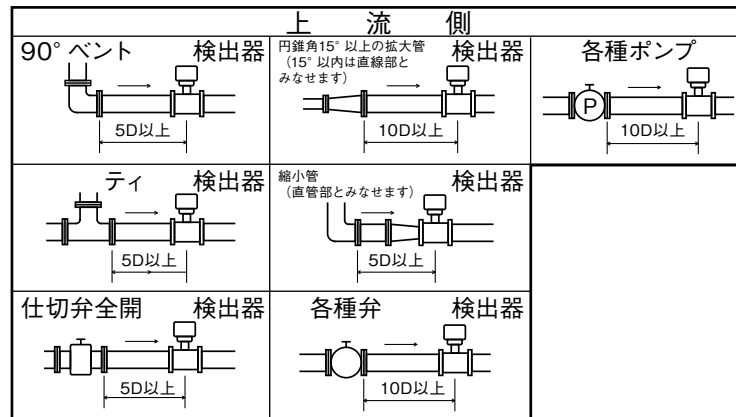 上　流　側
90° ベント　検出器
5D以上
円錐角15° 以上の拡大管
（15° 以内は直線部と
みなせます）
検出器
10D以上
各種ポンプ
P
10D以上
ティ　検出器
5D以上
縮小管
（直管部とみなせます）
検出器
5D以上
仕切弁全開　検出器
5D以上
各種弁　検出器
10D以上